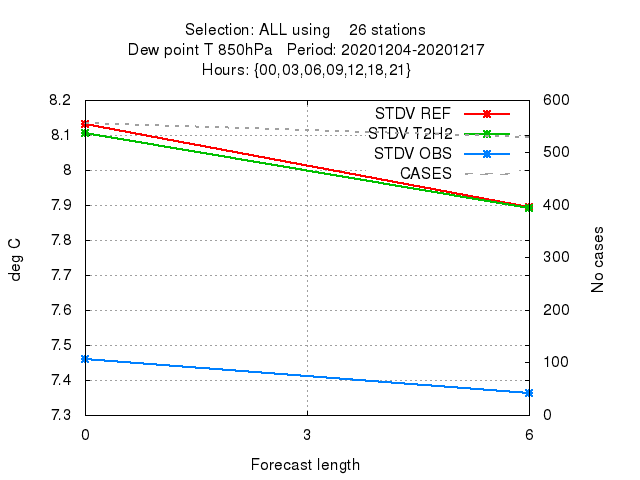 Selection: ALL using    26 stations
Dew point T 850hPa   Period: 20201204-20201217
Hours: {00,03,06,09,12,18,21}
8.2
8.1
8
7.9
7.8
7.7
7.6
7.5
7.4
7.3
deg C
STDV REF
STDV T2H2
STDV OBS
CASES
600
500
400
300
200
100
0
No cases
0
3
6
Forecast length